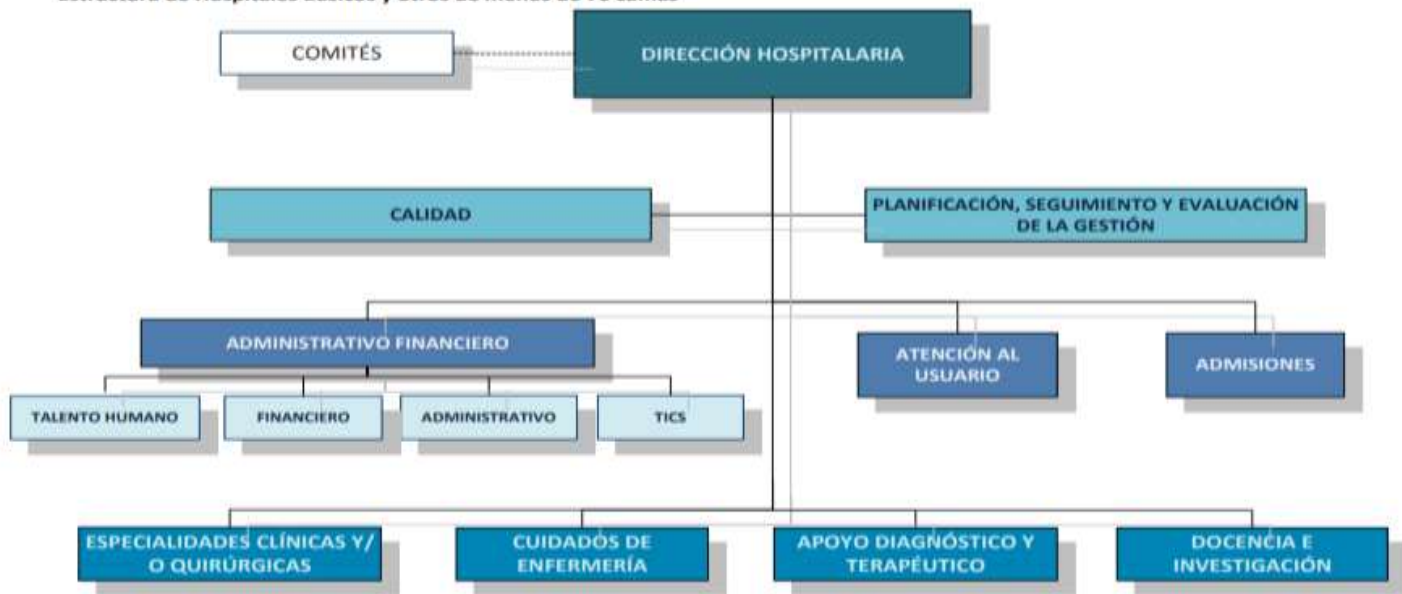 COMITÉS
DIRECCIÓN HOSPITALARIA
CALIDAD
PLANIFICACIÓN, SEGUIMIENTO Y EVALUACIÓN
DE LA GESTIÓN
ADMINISTRATIVO FINANCIERO
ATENCIÓN AL
USUARIO
ADMISIONES
TALENTO HUMANO
FINANCIERO
ADMINISTRATIVO
TICS
ESPECIALIDADES CLÍNICAS Y/
O QUIRÚRGICAS
CUIDADOS DE
ENFERMERÍA
APOYO DIAGNÓSTICO Y
TERAPÉUTICO
DOCENCIA E
INVESTIGACIÓN